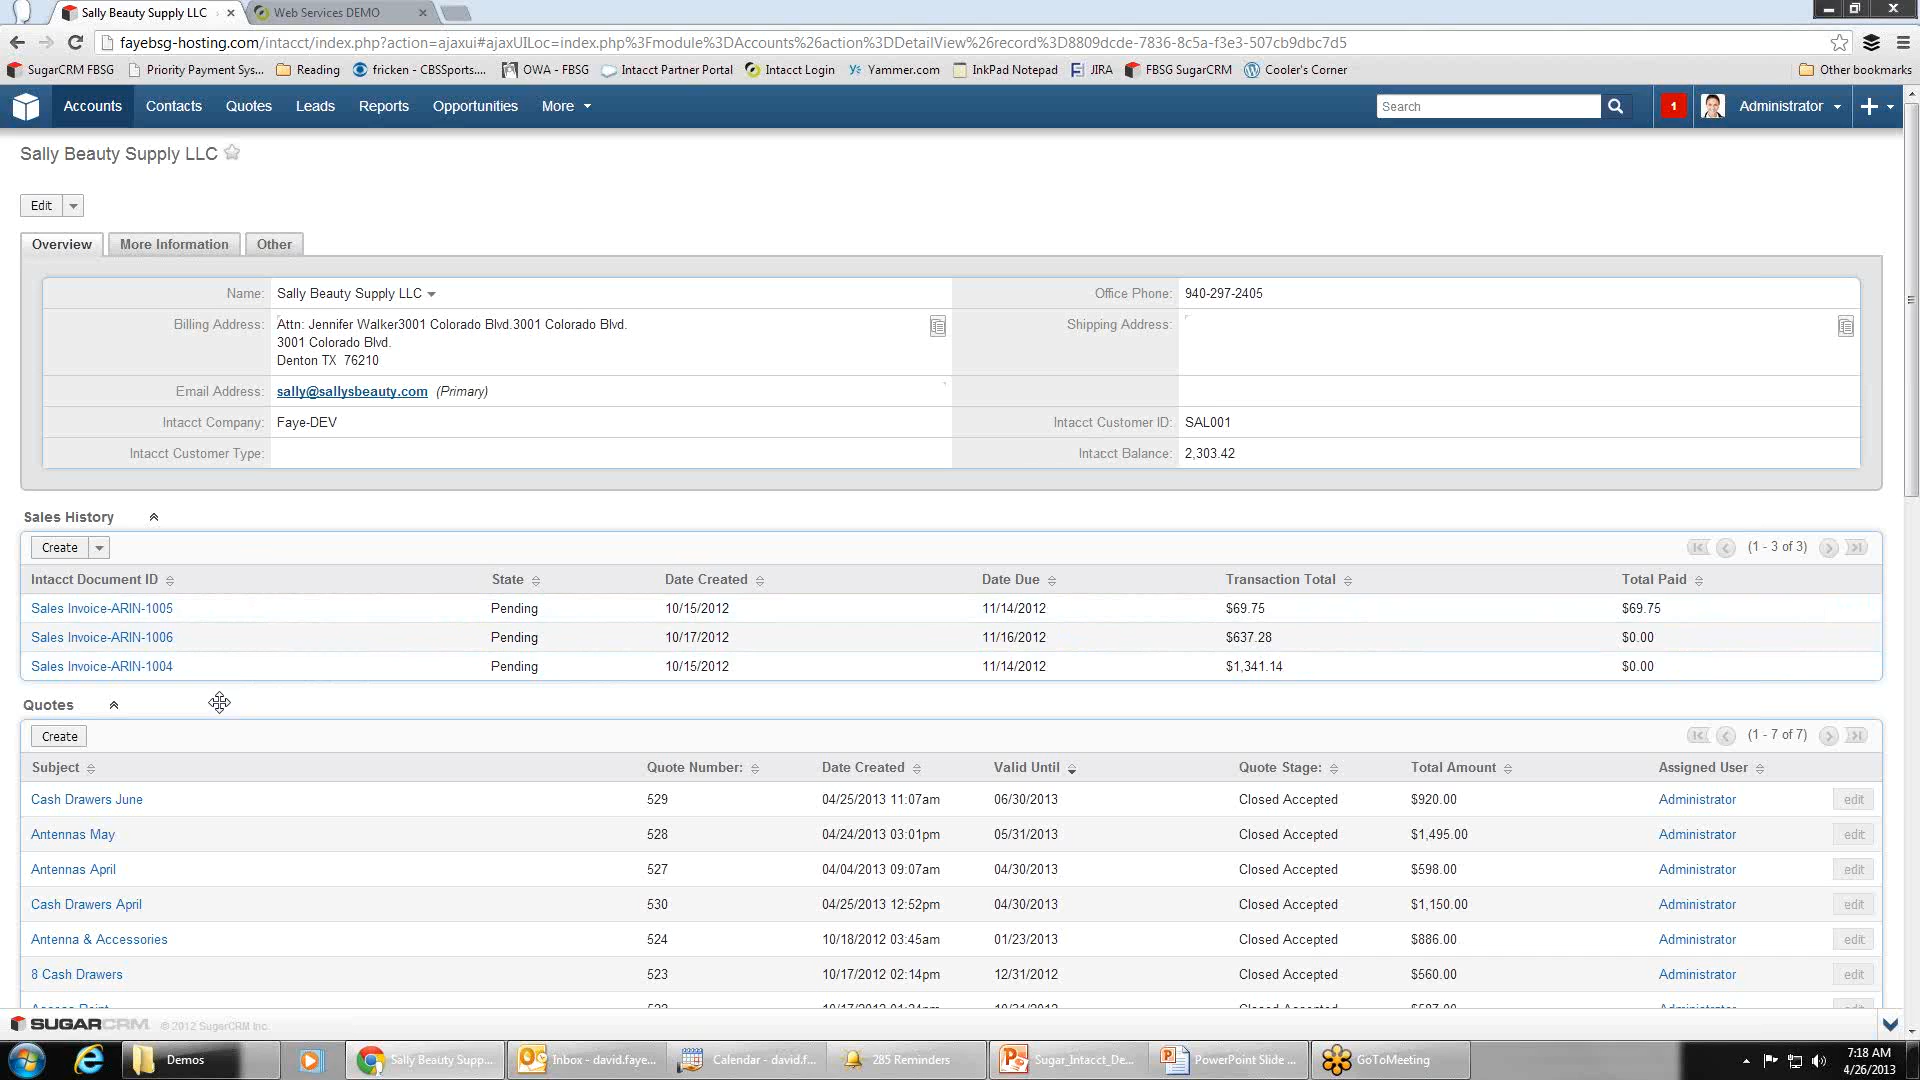 Sally Beauty Supply LLC
Web Services DEMO
fayebsg-hosting.com/intacct/index.php?action=ajaxui#ajaxUILoc=index.php%3Fmodule%3DAccounts%26action%3DDetailView%26record%3D8809dcde-7836-8c5a-f3e3-507cb9dbc7d5
SugarCRM FBSG Priority Payment Sys... Reading fricken - CBSSports.... OWA - FBSG Intacct Partner Portal Intacct Login Yammer.com InkPad Notepad JIRA FBSG SugarCRM Cooler's Corner Other bookmarks
Accounts Contacts Quotes Leads Reports Opportunities More Search 1 Administrator
Sally Beauty Supply LLC
Edit
Overview More Information Other
Name: Sally Beauty Supply LLC Office Phone: 940-297-2405
Billing Address: Attn: Jennifer Walker3001 Colorado Blvd.3001 Colorado Blvd. Shipping Address:
3001 Colorado Blvd.
Denton TX 76210
Email Address: sally@sallysbeauty.com (Primary)
Intacct Company: Faye-DEV Intacct Customer ID: SAL001
Intacct Customer Type: Intacct Balance: 2,303.42
Sales History
Create (1 - 3 of 3)
Intacct Document ID State Date Created Date Due Transaction Total Total Paid
Sales Invoice-ARIN-1005 Pending 10/15/2012 11/14/2012 $69.75 $69.75
Sales Invoice-ARIN-1006 Pending 10/17/2012 11/16/2012 $637.28 $0.00
Sales Invoice-ARIN-1004 Pending 10/15/2012 11/14/2012 $1,341.14 $0.00
Quotes
Create (1 - 7 of 7)
Subject Quote Number: Date Created Valid Until Quote Stage: Total Amount Assigned User
Cash Drawers June 529 04/25/2013 11:07am 06/30/2013 Closed Accepted $920.00 Administrator edit
Antennas May 528 04/24/2013 03:01pm 05/31/2013 Closed Accepted $1,495.00 Administrator edit
Antennas April 527 04/04/2013 09:07am 04/30/2013 Closed Accepted $598.00 Administrator edit
Cash Drawers April 530 04/25/2013 12:52pm 04/30/2013 Closed Accepted $1,150.00 Administrator edit
Antenna & Accessories 524 10/18/2012 03:45am 01/23/2013 Closed Accepted $886.00 Administrator edit
8 Cash Drawers 523 10/17/2012 02:14pm 12/31/2012 Closed Accepted $560.00 Administrator edit
SUGARCRM © 2012 SugarCRM Inc.
Demos Sally Beauty Supp... Inbox - david.faye... Calendar - david.f... 285 Reminders Sugar_Intacct_De... PowerPoint Slide ... GoToMeeting
7:18 AM
4/26/2013